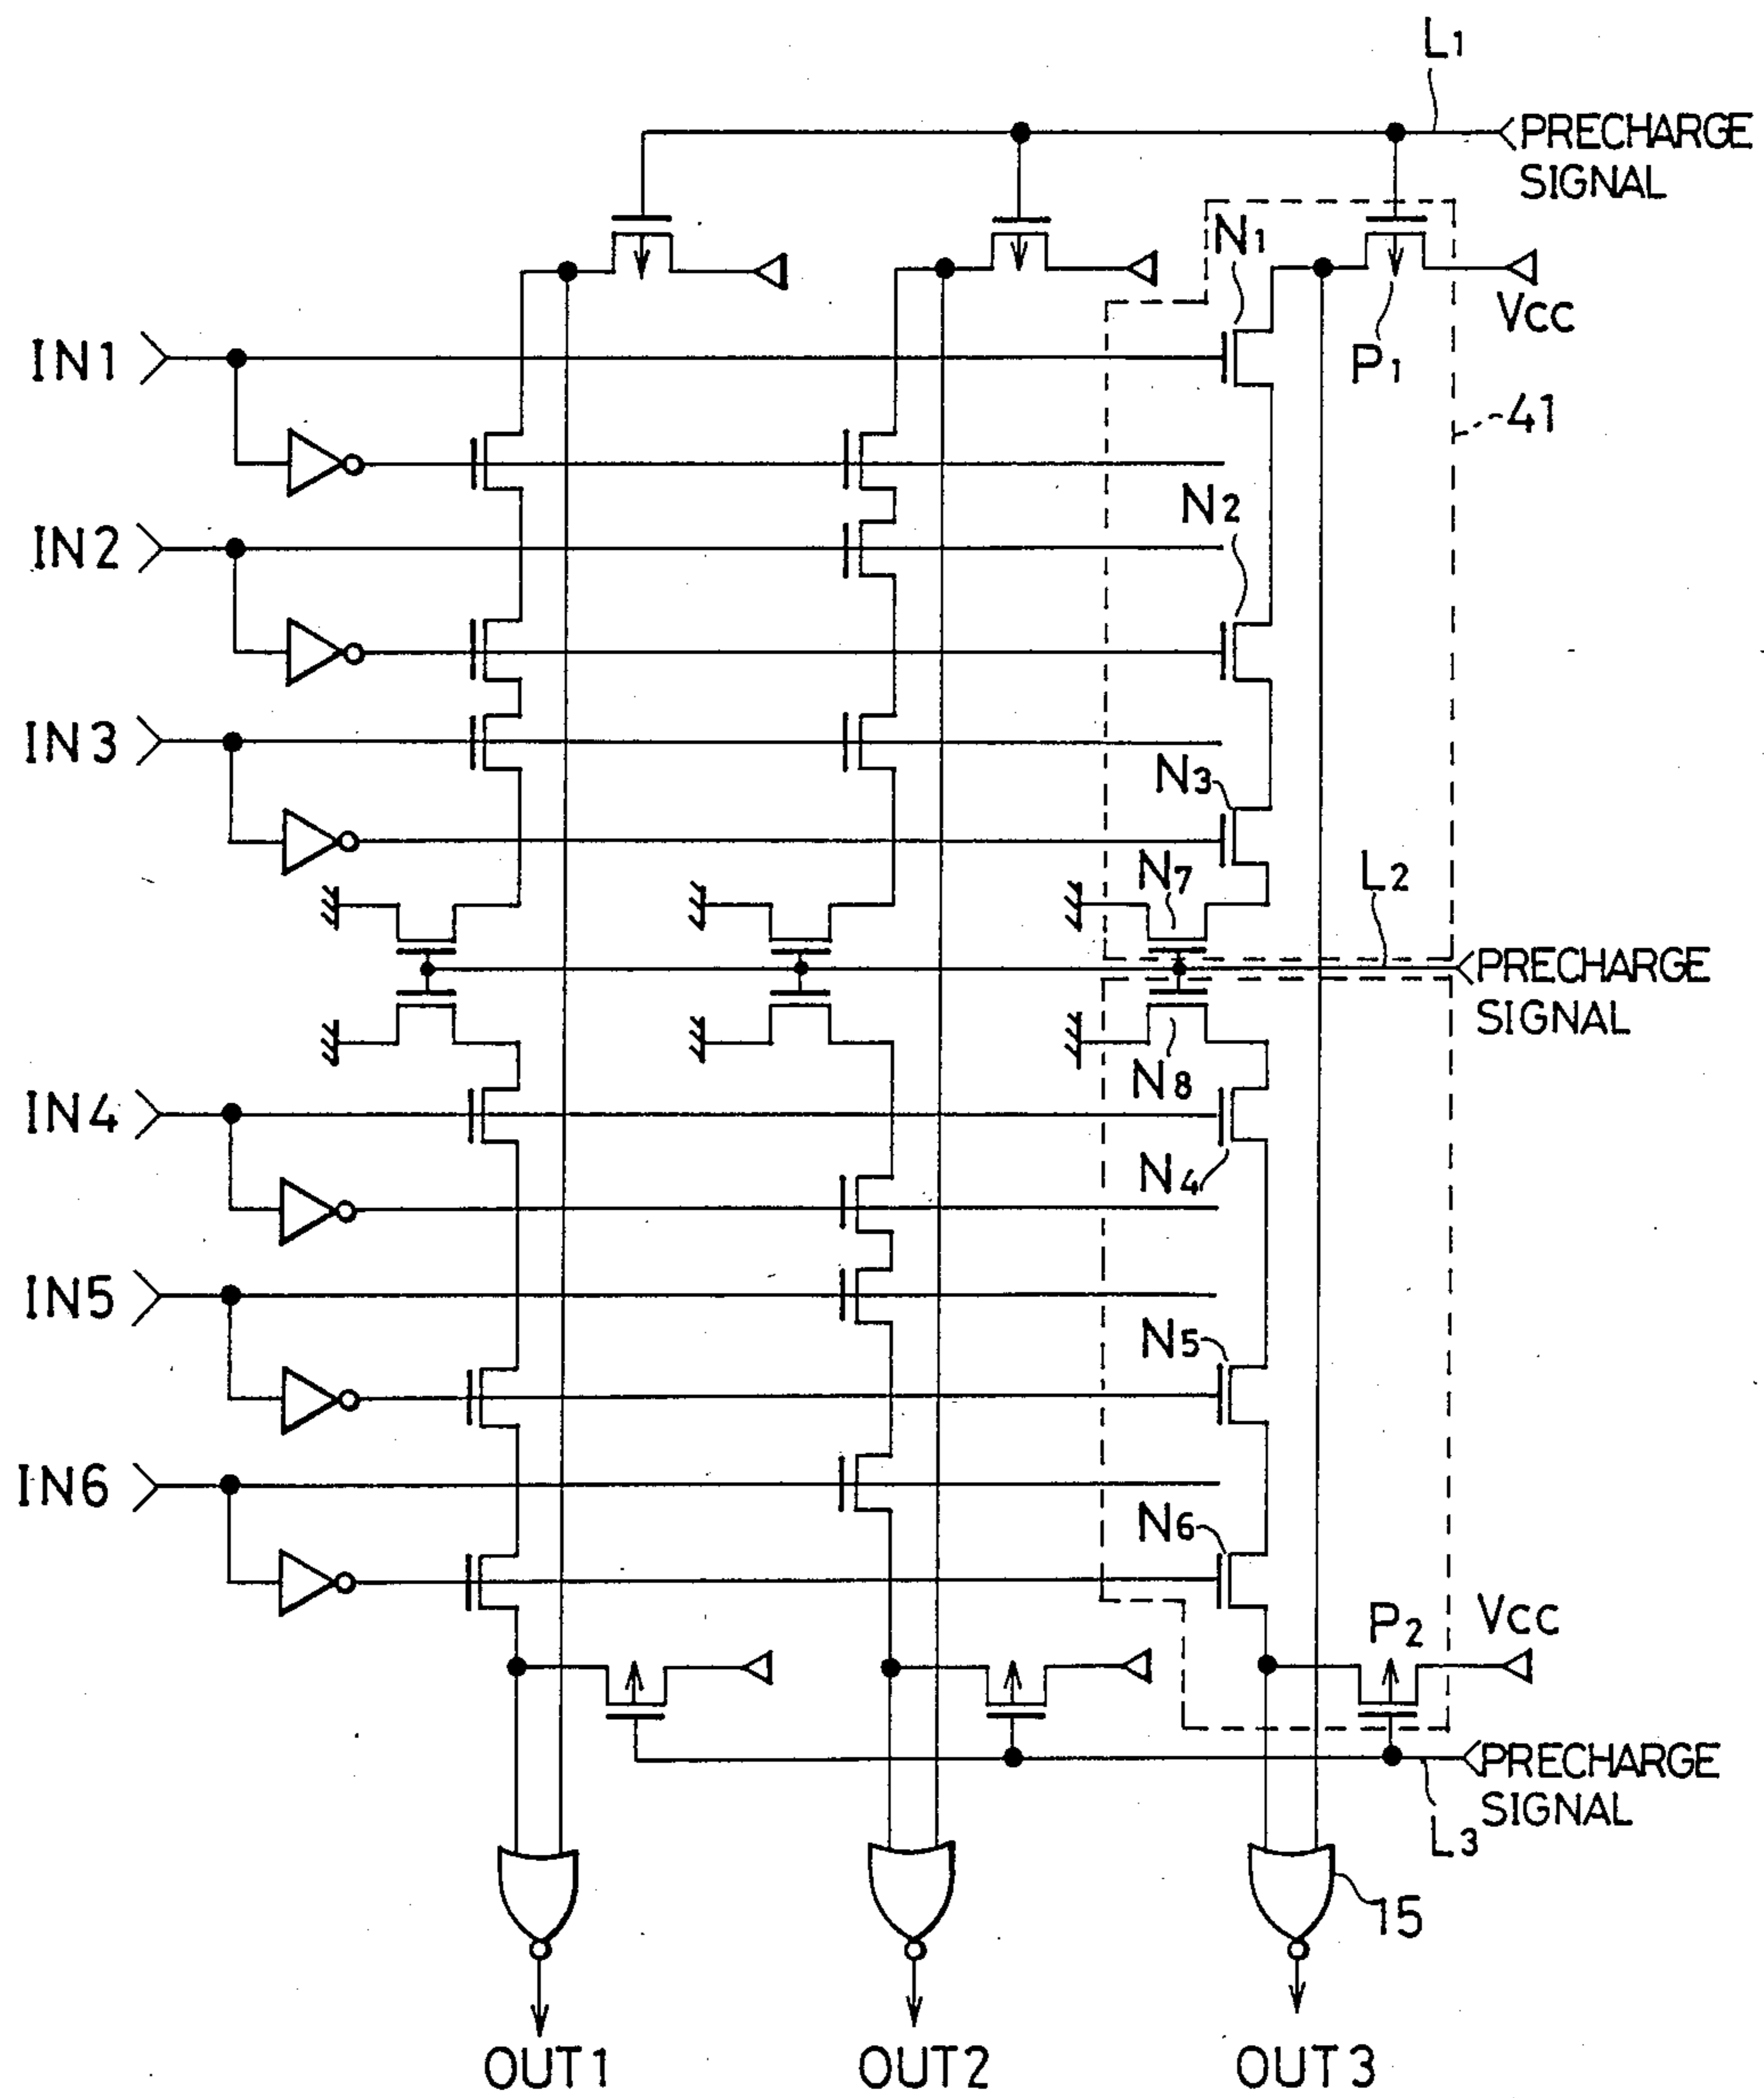 L1
PRECHARGE
SIGNAL
N1
Vcc
P1
IN1
41
N2
IN2
IN3
N3
N7
L2
PRECHARGE
SIGNAL
N8
IN4
N4
IN5
N5
IN6
N6
P2
Vcc
PRECHARGE
SIGNAL
L3
15
OUT1
OUT2
OUT3